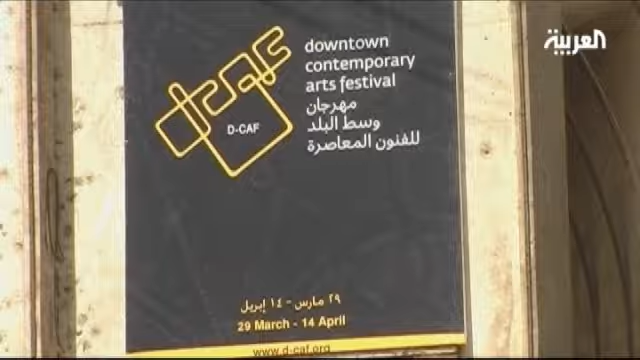 العربية
downtown
contemporary
arts festival
مهرجان
وسط البلد
للفنون المعاصرة
D-CAF
٢٩ مارس - ١٤ إبريل
29 March - 14 April
www.d-caf.org